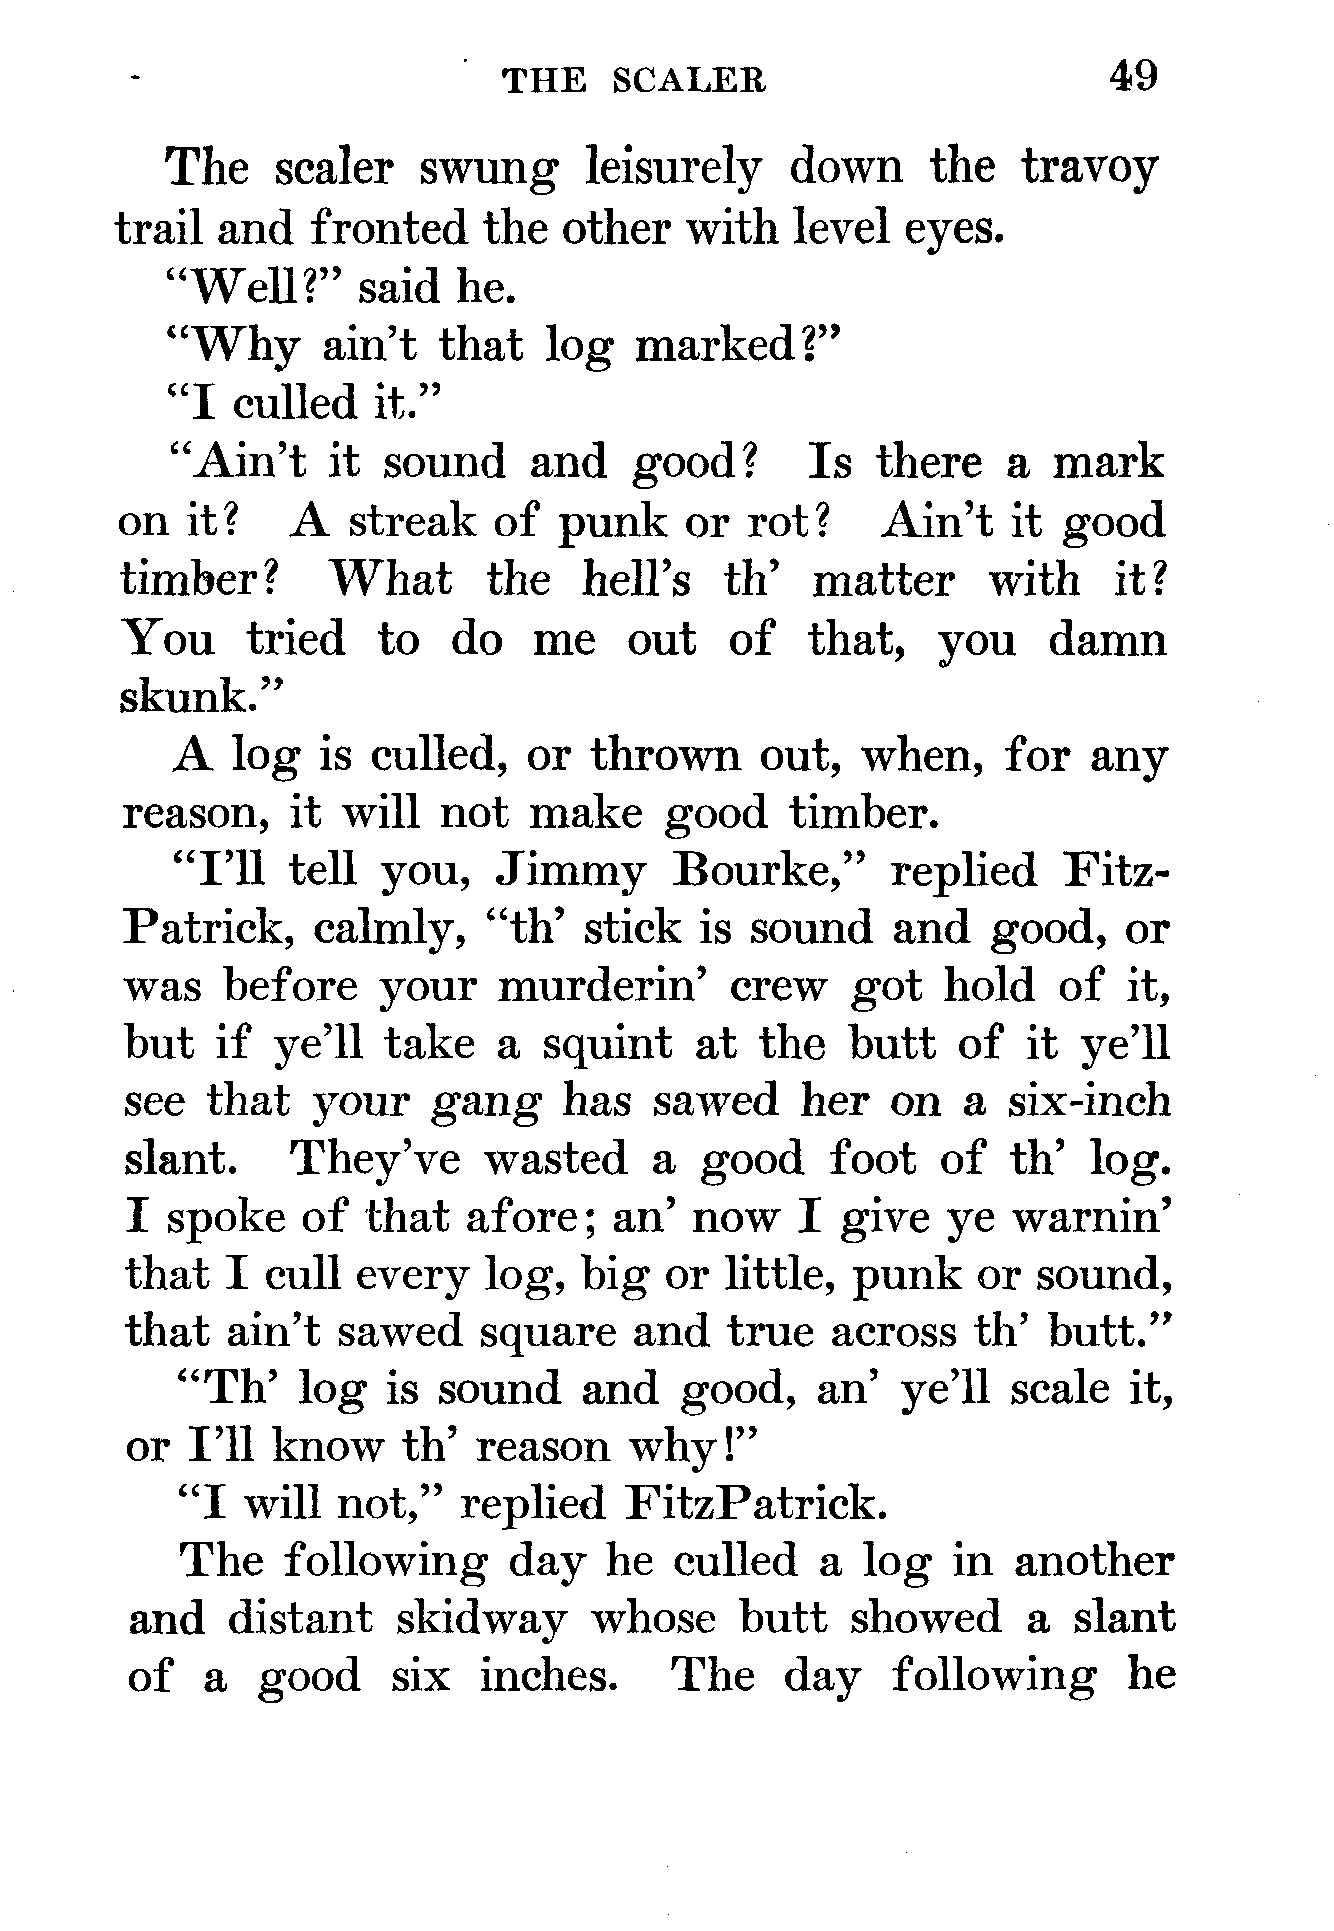 THE SCALER 49
The scaler swung leisurely down the travoy
trail and fronted the other with level eyes.
“Well?” said he.
“Why ain’t that log marked?”
“I culled it.”
“Ain’t it sound and good? Is there a mark
on it? A streak of punk or rot? Ain’t it good
timber? What the hell’s th’ matter with it?
You tried to do me out of that, you damn
skunk.”
A log is culled, or thrown out, when, for any
reason, it will not make good timber.
“I’ll tell you, Jimmy Bourke,” replied Fitz-
Patrick, calmly, “th’ stick is sound and good, or
was before your murderin’ crew got hold of it,
but if ye’ll take a squint at the butt of it ye’ll
see that your gang has sawed her on a six-inch
slant. They’ve wasted a good foot of th’ log.
I spoke of that afore; an’ now I give ye warnin’
that I cull every log, big or little, punk or sound,
that ain’t sawed square and true across th’ butt.”
“Th’ log is sound and good, an’ ye’ll scale it,
or I’ll know th’ reason why!”
“I will not,” replied FitzPatrick.
The following day he culled a log in another
and distant skidway whose butt showed a slant
of a good six inches. The day following he